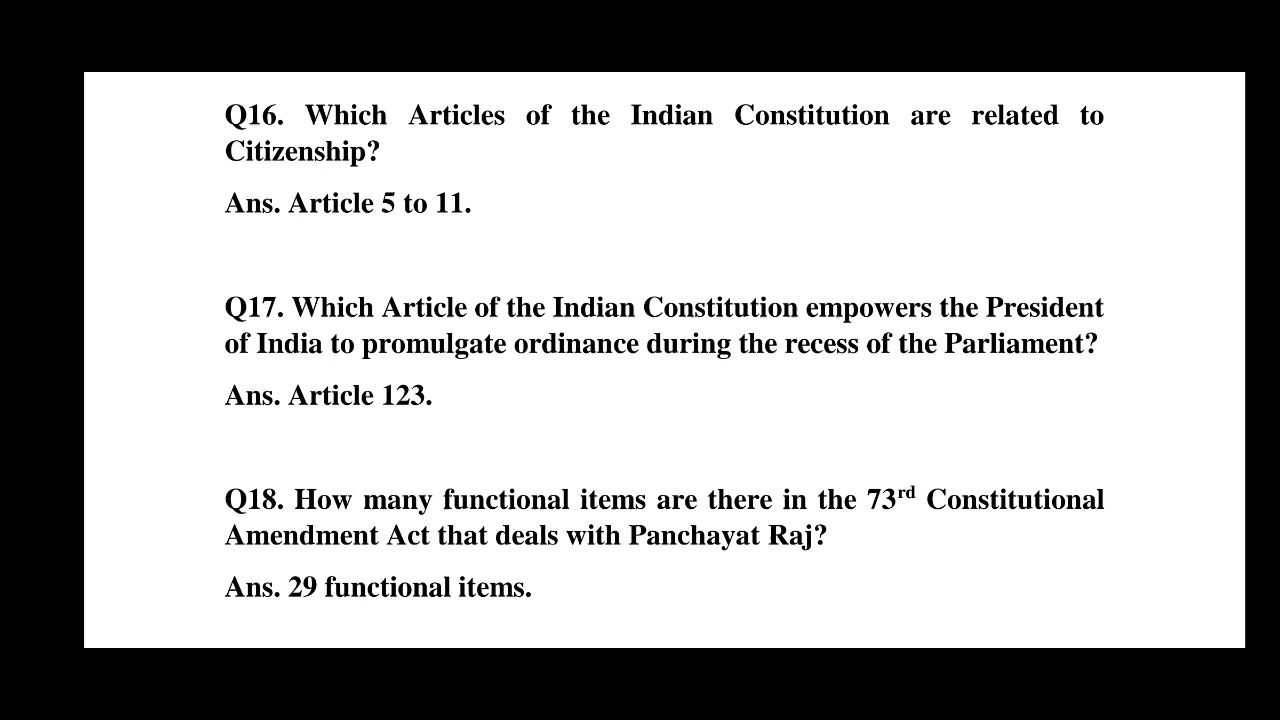 Q16. Which Articles of the Indian Constitution are related to
Citizenship?
Ans. Article 5 to 11.
Q17. Which Article of the Indian Constitution empowers the President
of India to promulgate ordinance during the recess of the Parliament?
Ans. Article 123.
Q18. How many functional items are there in the 73rd Constitutional
Amendment Act that deals with Panchayat Raj?
Ans. 29 functional items.